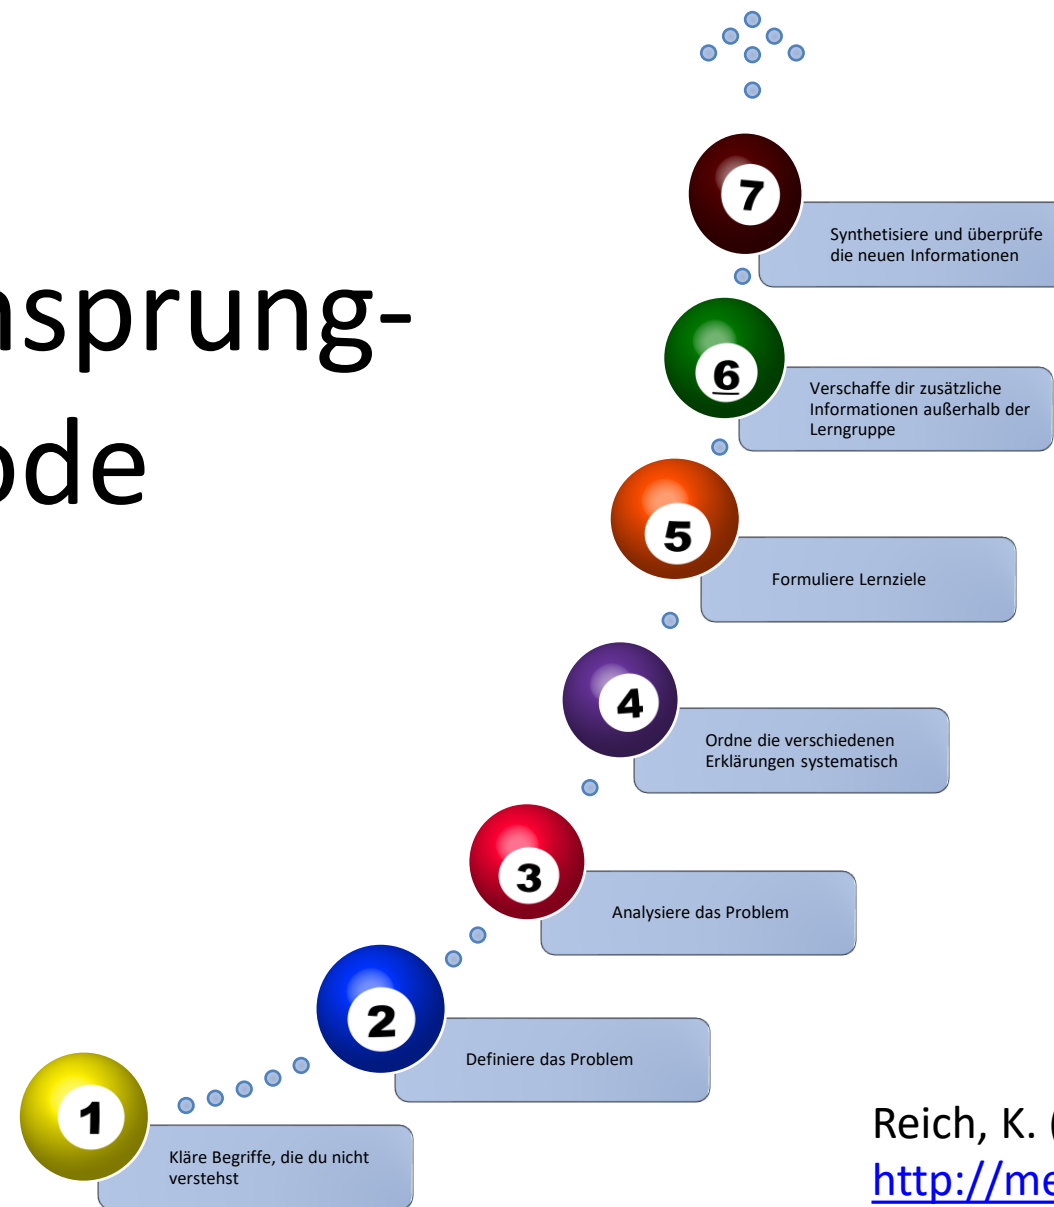 nsprung-
ode
7
Synthetisiere und überprüfe
die neuen Informationen
6
Verschaffe dir zusätzliche
Informationen außerhalb der
Lerngruppe
5
Formuliere Lernziele
4
Ordne die verschiedenen
Erklärungen systematisch
3
Analysiere das Problem
2
Definiere das Problem
1
Kläre Begriffe, die du nicht
verstehst
Reich, K. (
http://me